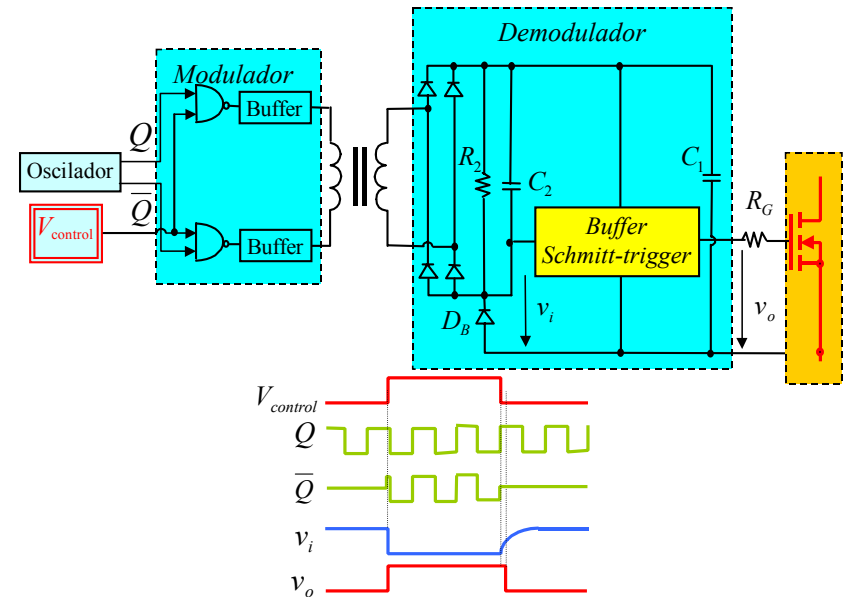 Modulador
Buffer
Q
Oscilador
Q̅
V_control
Buffer
Demodulador
R_2
C_2
C_1
Buffer
Schmitt-trigger
R_G
D_B
v_i
v_o
V_control
Q
Q̅
v_i
v_o